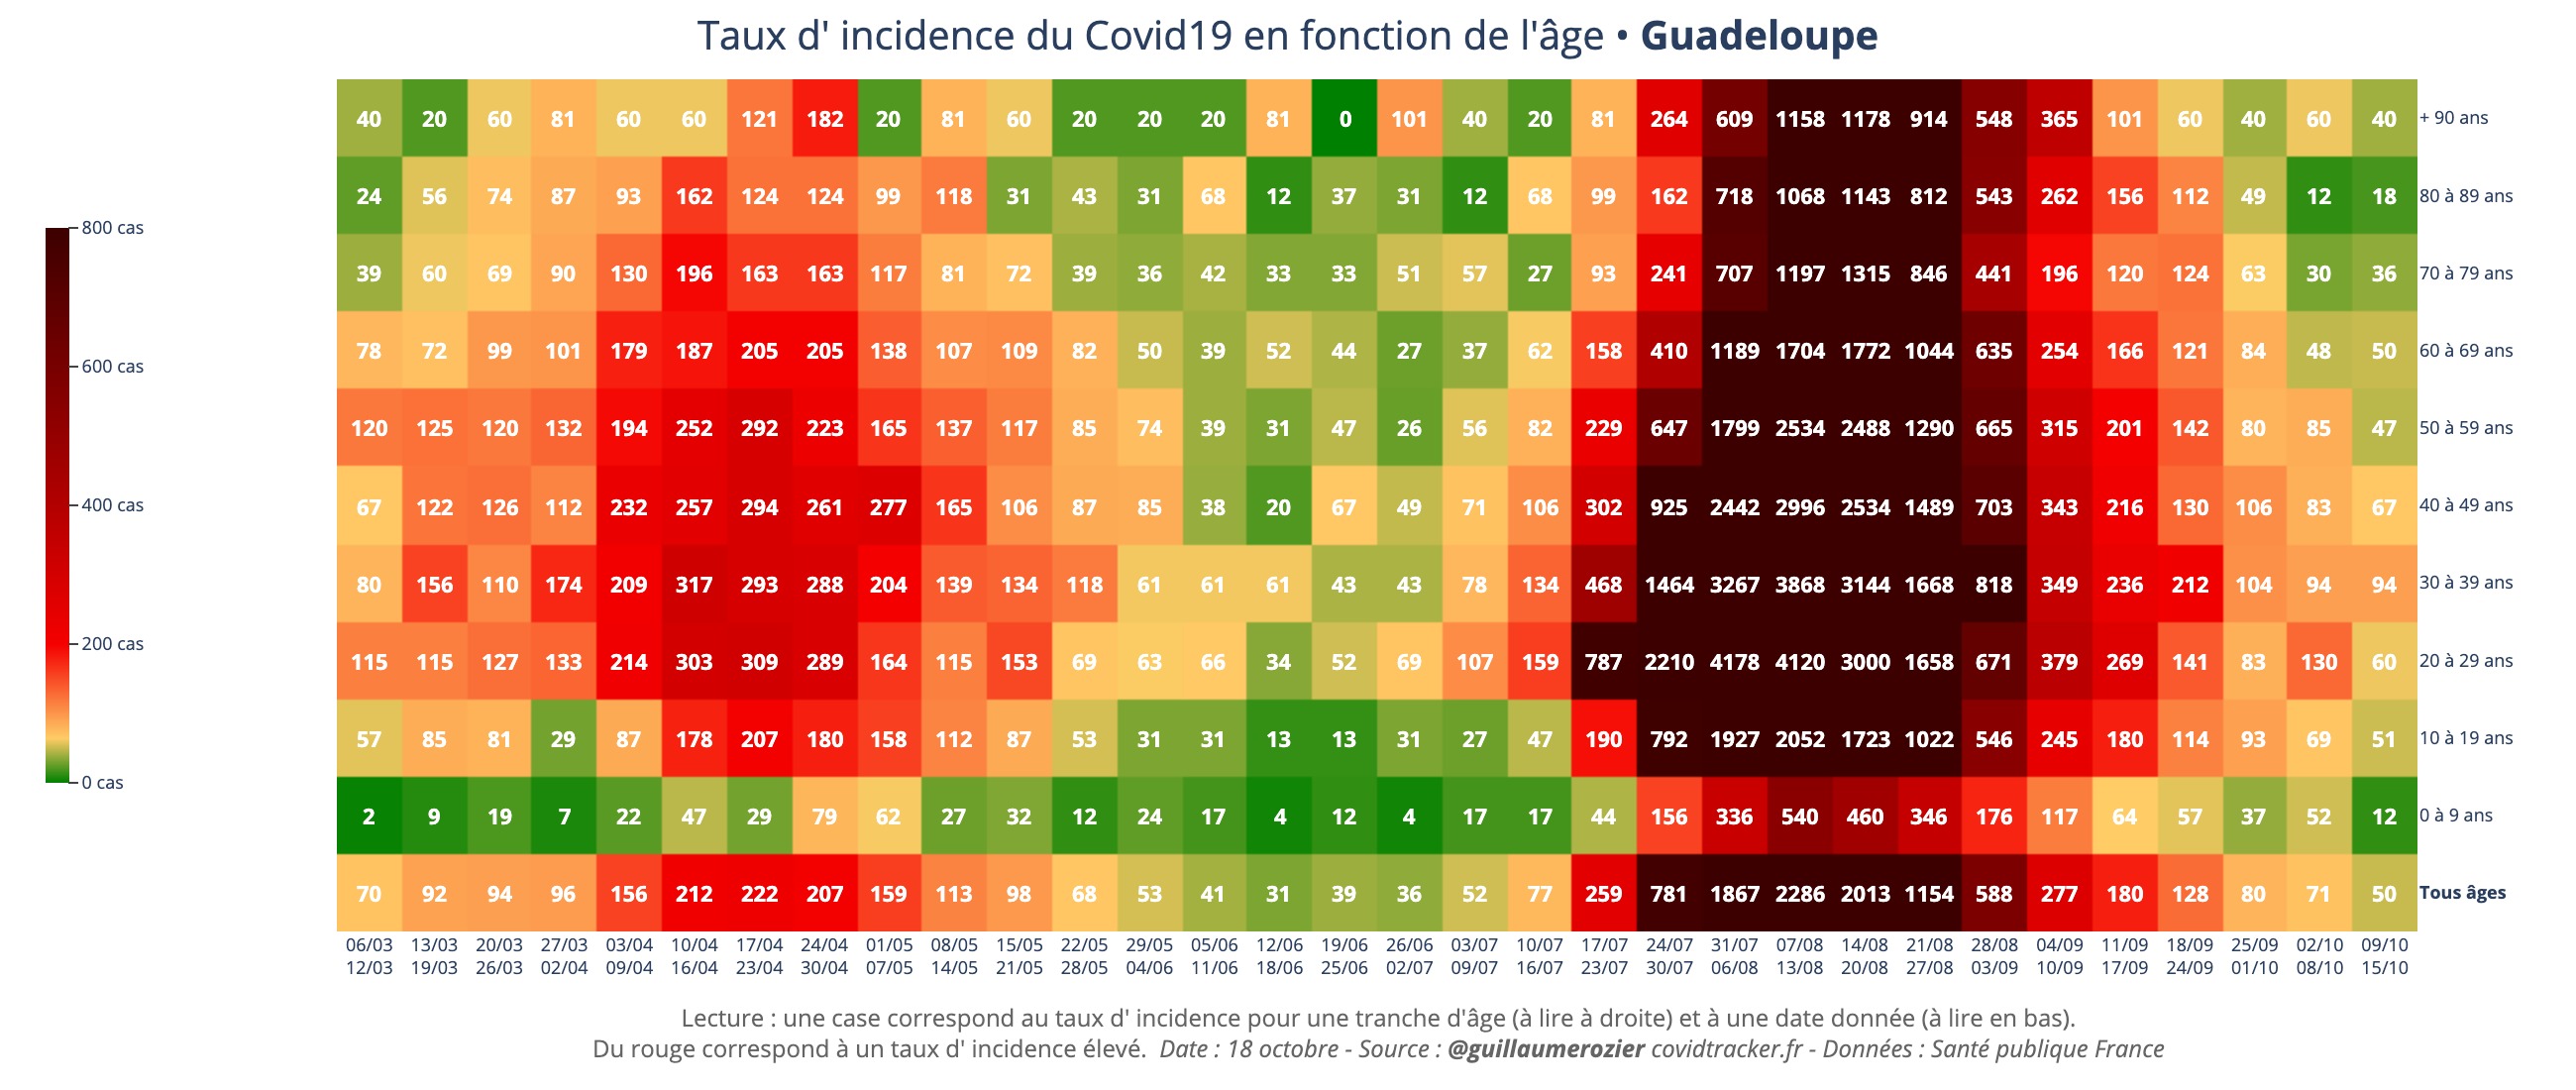 Taux d' incidence du Covid19 en fonction de l'âge • Guadeloupe
40 20 60 81 60 60 121 182 20 81 60 20 20 20 81 0 101 40 20 81 264 609 1158 1178 914 548 365 101 60 40 60 40 + 90 ans
24 56 74 87 93 162 124 124 99 118 31 43 31 68 12 37 31 12 68 99 162 718 1068 1143 812 543 262 156 112 49 12 18 80 à 89 ans
39 60 69 90 130 196 163 163 117 81 72 39 36 42 33 33 51 57 27 93 241 707 1197 1315 846 441 196 120 124 63 30 36 70 à 79 ans
78 72 99 101 179 187 205 205 138 107 109 82 50 39 52 44 27 37 62 158 410 1189 1704 1772 1044 635 254 166 121 84 48 50 60 à 69 ans
120 125 120 132 194 252 292 223 165 137 117 85 74 39 31 47 26 56 82 229 647 1799 2534 2488 1290 665 315 201 142 80 85 47 50 à 59 ans
67 122 126 112 232 257 294 261 277 165 106 87 85 38 20 67 49 71 106 302 925 2442 2996 2534 1489 703 343 216 130 106 83 67 40 à 49 ans
80 156 110 174 209 317 293 288 204 139 134 118 61 61 61 43 43 78 134 468 1464 3267 3868 3144 1668 818 349 236 212 104 94 94 30 à 39 ans
115 115 127 133 214 303 309 289 164 115 153 69 63 66 34 52 69 107 159 787 2210 4178 4120 3000 1658 671 379 269 141 83 130 60 20 à 29 ans
57 85 81 29 87 178 207 180 158 112 87 53 31 31 13 13 31 27 47 190 792 1927 2052 1723 1022 546 245 180 114 93 69 51 10 à 19 ans
2 9 19 7 22 47 29 79 62 27 32 12 24 17 4 12 4 17 17 44 156 336 540 460 346 176 117 64 57 37 52 12 0 à 9 ans
70 92 94 96 156 212 222 207 159 113 98 68 53 41 31 39 36 52 77 259 781 1867 2286 2013 1154 588 277 180 128 80 71 50 Tous âges
06/03 13/03 20/03 27/03 03/04 10/04 17/04 24/04 01/05 08/05 15/05 22/05 29/05 05/06 12/06 19/06 26/06 03/07 10/07 17/07 24/07 31/07 07/08 14/08 21/08 28/08 04/09 11/09 18/09 25/09 02/10 09/10
12/03 19/03 26/03 02/04 09/04 16/04 23/04 30/04 07/05 14/05 21/05 28/05 04/06 11/06 18/06 25/06 02/07 09/07 16/07 23/07 30/07 06/08 13/08 20/08 27/08 03/09 10/09 17/09 24/09 01/10 08/10 15/10
800 cas
600 cas
400 cas
200 cas
0 cas
Lecture : une case correspond au taux d' incidence pour une tranche d'âge (à lire à droite) et à une date donnée (à lire en bas).
Du rouge correspond à un taux d' incidence élevé. Date : 18 octobre - Source : @guillaumerozier covidtracker.fr - Données : Santé publique France